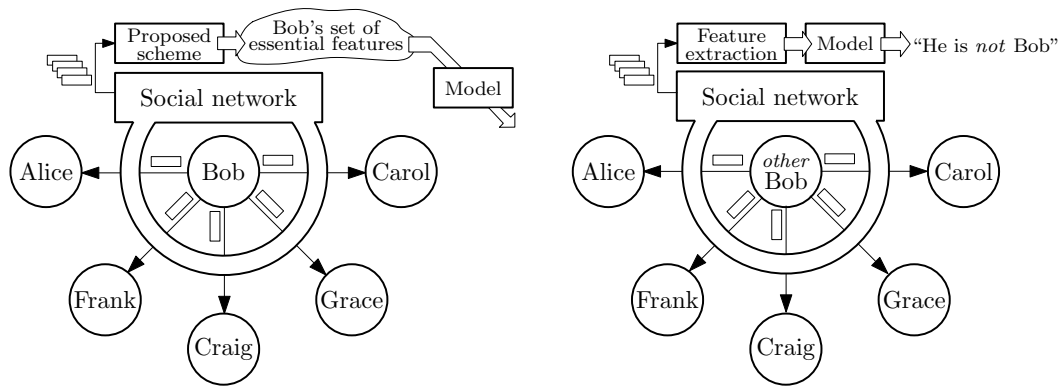 Proposed
scheme
Bob's set of
essential features
Model
Social network
Bob
Alice
Carol
Frank
Grace
Craig
Feature
extraction
Model
“He is not Bob”
Social network
other
Bob
Alice
Carol
Frank
Grace
Craig